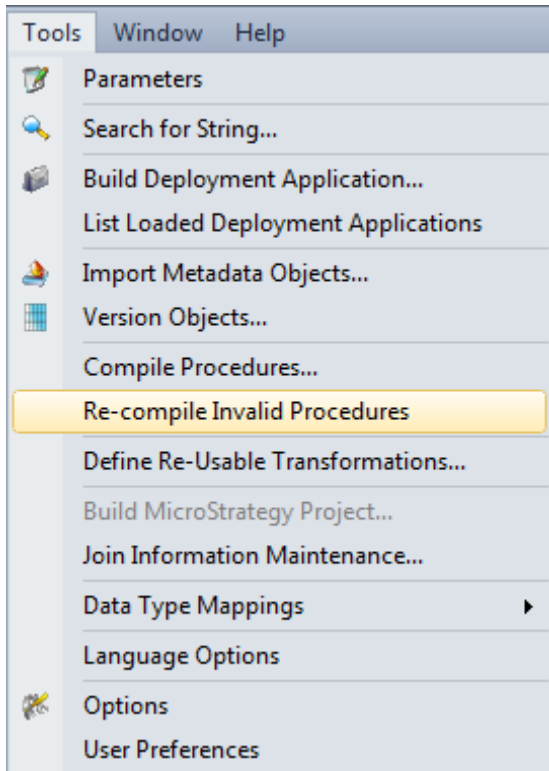 Tools Window Help
Parameters
Search for String...
Build Deployment Application...
List Loaded Deployment Applications
Import Metadata Objects...
Version Objects...
Compile Procedures...
Re-compile Invalid Procedures
Define Re-Usable Transformations...
Build MicroStrategy Project...
Join Information Maintenance...
Data Type Mappings
Language Options
Options
User Preferences